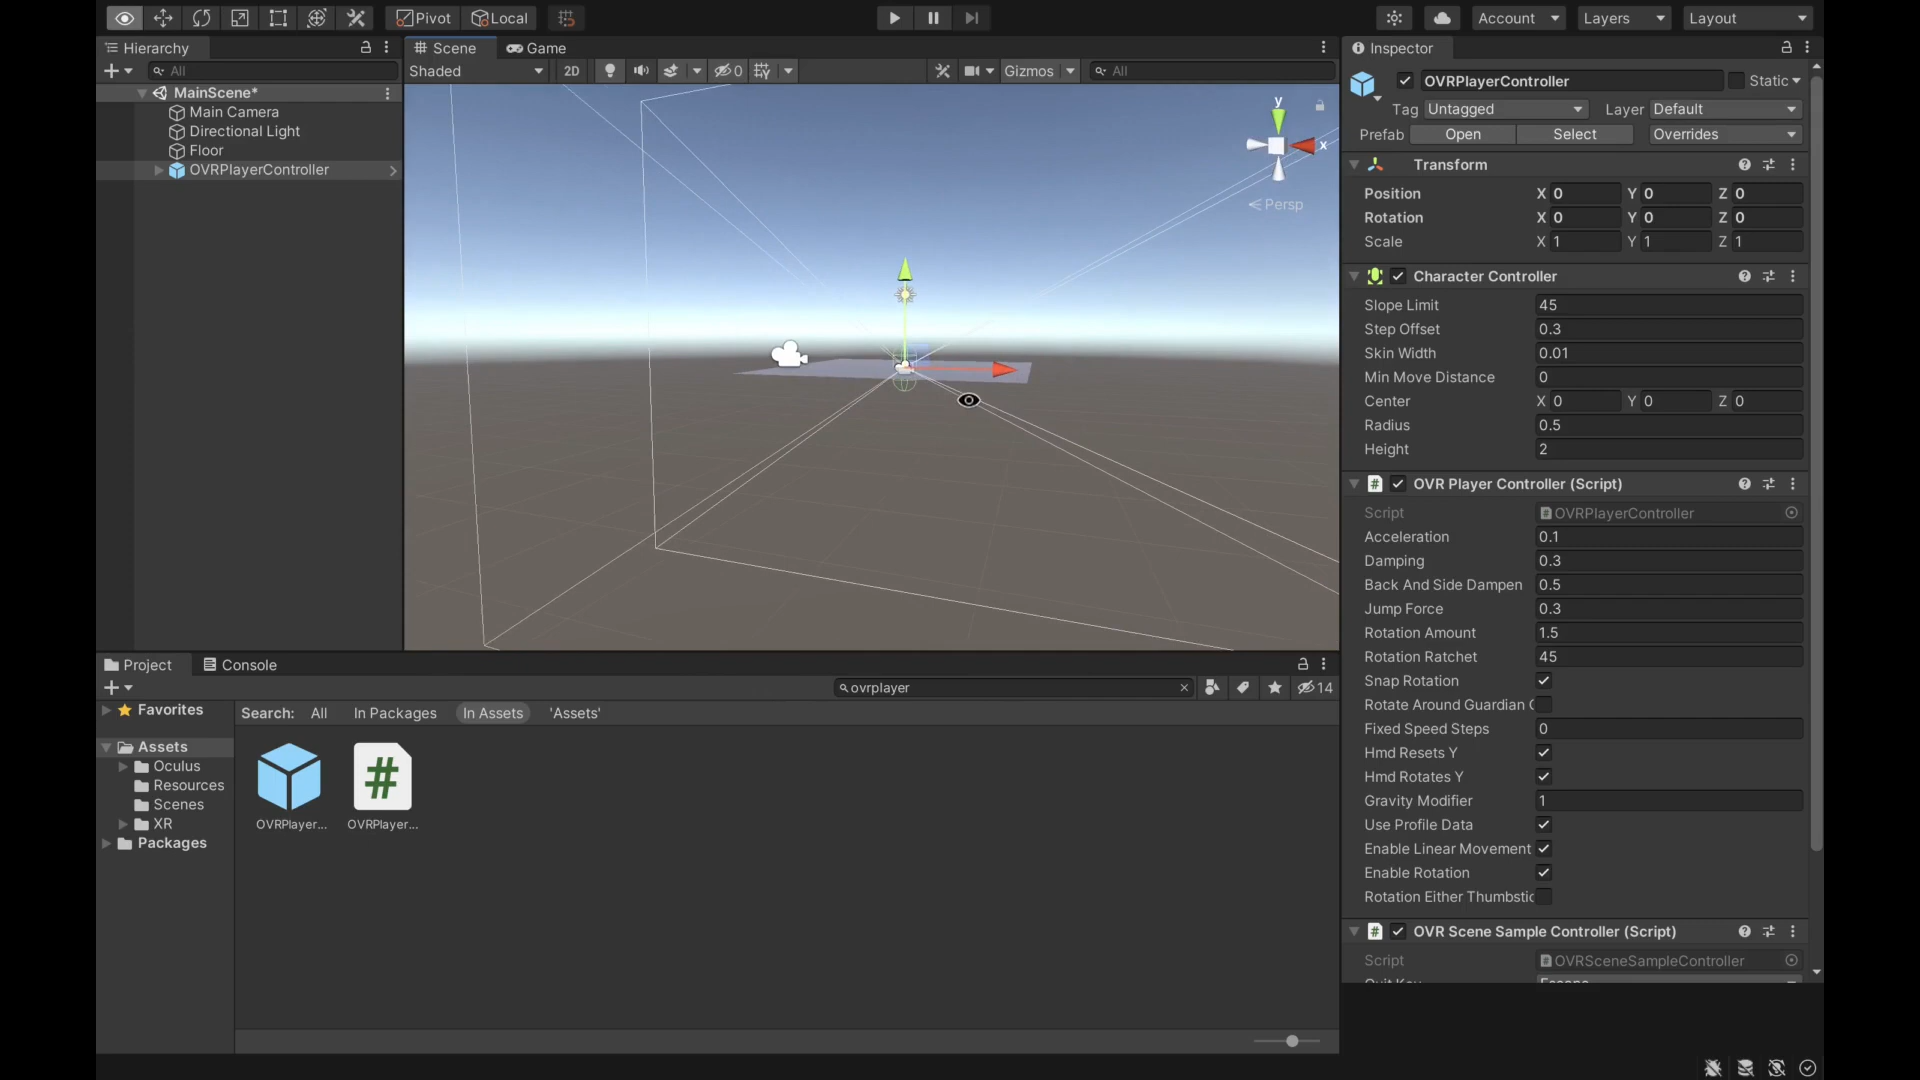 Pivot Local Account Layers Layout
Hierarchy
All
MainScene*
Main Camera
Directional Light
Floor
OVRPlayerController
Scene Game
Shaded 2D 0 Gizmos All
y
x
Persp
Inspector
OVRPlayerController Static
Tag Untagged Layer Default
Prefab Open Select Overrides
Transform
Position X 0 Y 0 Z 0
Rotation X 0 Y 0 Z 0
Scale X 1 Y 1 Z 1
Character Controller
Slope Limit 45
Step Offset 0.3
Skin Width 0.01
Min Move Distance 0
Center X 0 Y 0 Z 0
Radius 0.5
Height 2
# OVR Player Controller (Script)
Script # OVRPlayerController
Acceleration 0.1
Damping 0.3
Back And Side Dampen 0.5
Jump Force 0.3
Rotation Amount 1.5
Rotation Ratchet 45
Snap Rotation
Rotate Around Guardian
Fixed Speed Steps 0
Hmd Resets Y
Hmd Rotates Y
Gravity Modifier 1
Use Profile Data
Enable Linear Movement
Enable Rotation
Rotation Either Thumbstic
# OVR Scene Sample Controller (Script)
Script # OVRSceneSampleController
Project Console
ovrplayer 14
Favorites
Assets
Oculus
Resources
Scenes
XR
Packages
Search: All In Packages In Assets 'Assets'
#
OVRPlayer... OVRPlayer...